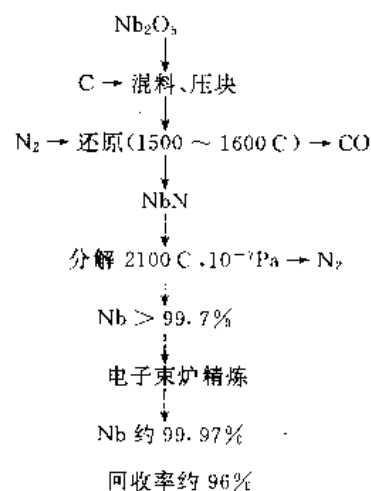 Nb₂O₅
C → 混料、压块
N₂ → 还原(1500 ～ 1600 C) → CO
NbN
分解 2100 C .10⁻⁷Pa → N₂
Nb > 99.7%
电子束炉精炼
Nb 约 99.97%
回收率约 96%